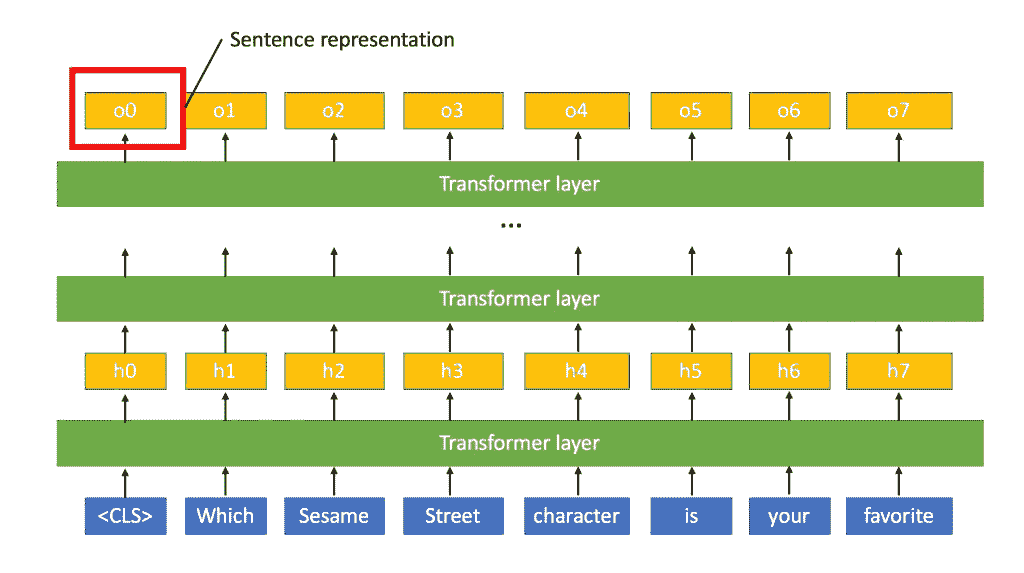 Sentence representation
o0 o1 o2 o3 o4 o5 o6 o7
Transformer layer
...
Transformer layer
h0 h1 h2 h3 h4 h5 h6 h7
Transformer layer
<CLS> Which Sesame Street character is your favorite